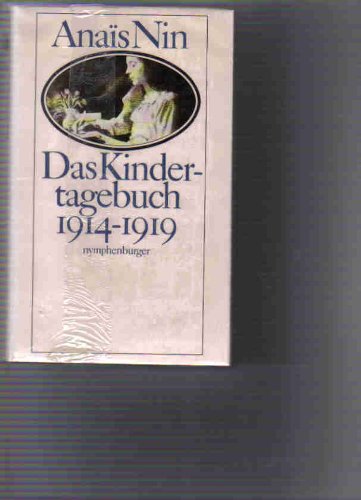 Anaïs Nin
Das Kinder-
tagebuch
1914-1919
nymphenburger